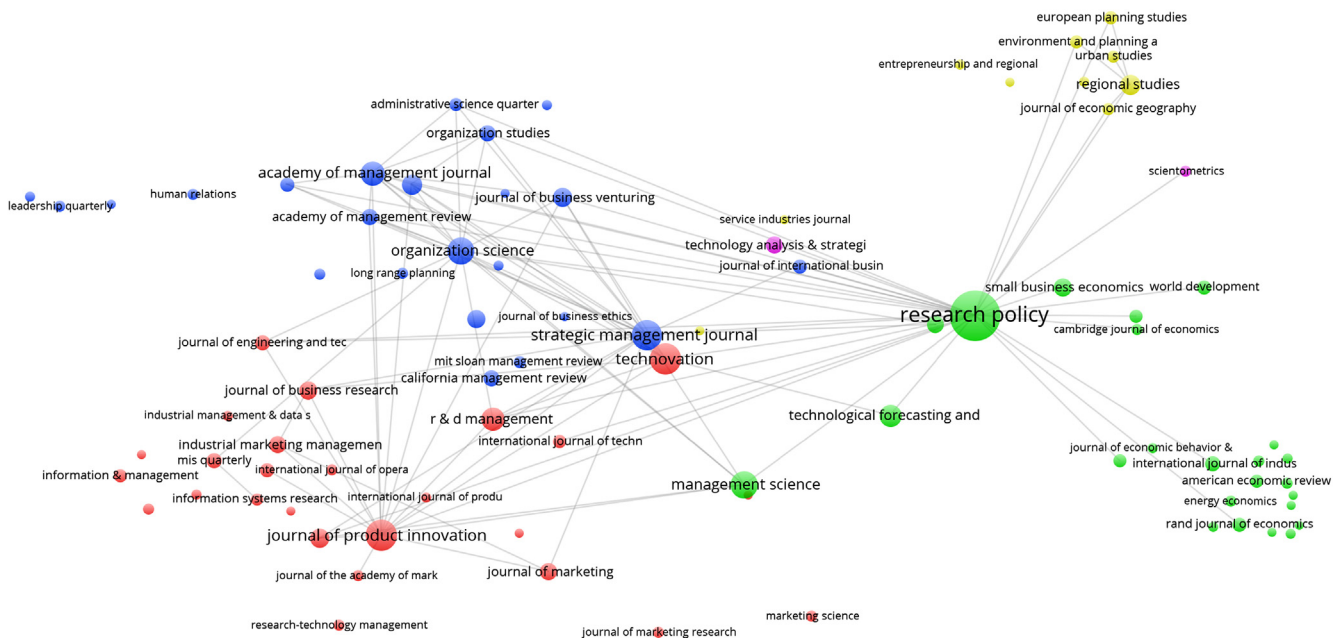 european planning studies
environment and planning a
urban studies
entrepreneurship and regional
regional studies
journal of economic geography
administrative science quarter
organization studies
academy of management journal
scientometrics
human relations
leadership quarterly
journal of business venturing
academy of management review
service industries journal
organization science
technology analysis & strategi
journal of international busin
long range planning
small business economics
world development
research policy
journal of business ethics
cambridge journal of economics
strategic management journal
journal of engineering and tec
technovation
mit sloan management review
california management review
journal of business research
industrial management & data s
r & d management
technological forecasting and
international journal of techn
industrial marketing managemen
mis quarterly
journal of economic behavior &
international journal of indus
international journal of opera
information & management
american economic review
management science
information systems research
international journal of produ
energy economics
rand journal of economics
journal of product innovation
journal of the academy of mark
journal of marketing
marketing science
research-technology management
journal of marketing research